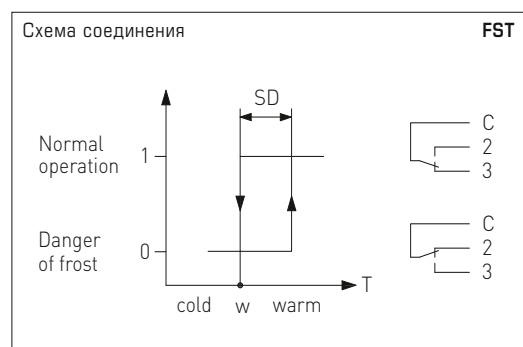 Схема соединения FST
SD
Normal
operation
1
C
2
3
Danger
of frost
0
C
2
3
T
cold w warm